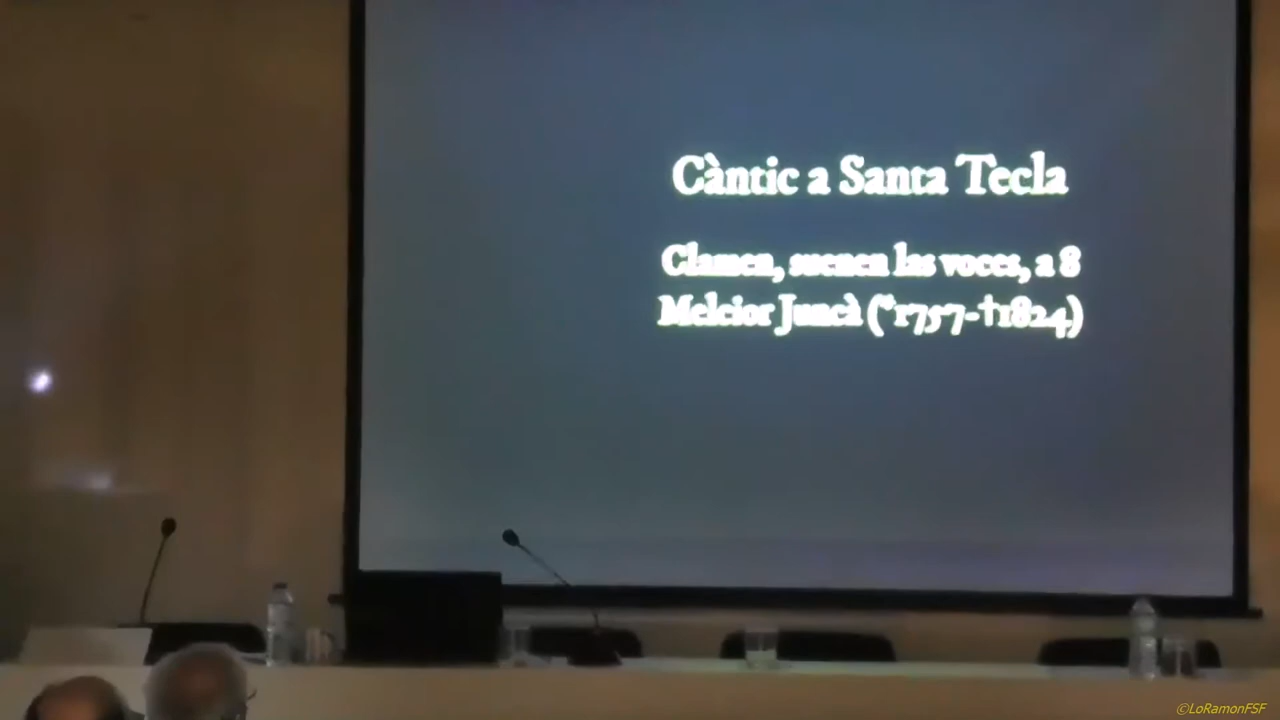 Càntic a Santa Tecla
Clamen, suenen las voces, a 8
Melcior Juncà (*1757-†1824)
©LoRamonFSF